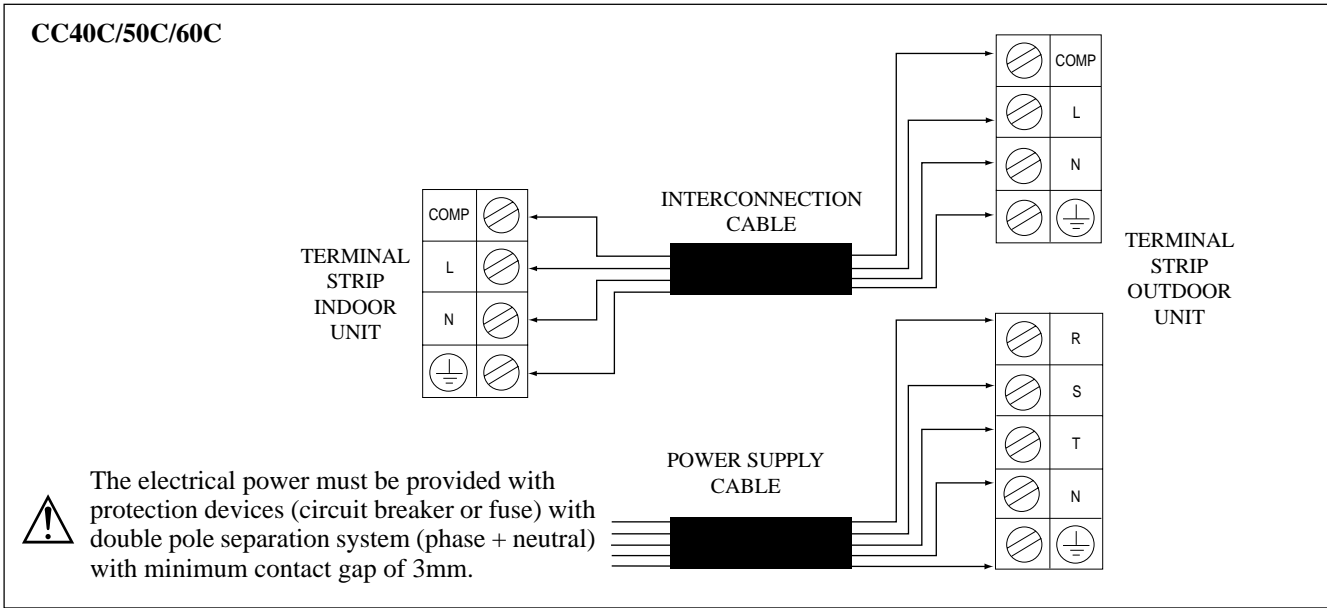 CC40C/50C/60C
COMP
L
N
INTERCONNECTION
CABLE
COMP
L
N
TERMINAL
STRIP
INDOOR
UNIT
TERMINAL
STRIP
OUTDOOR
UNIT
R
S
T
N
POWER SUPPLY
CABLE
The electrical power must be provided with
protection devices (circuit breaker or fuse) with
double pole separation system (phase + neutral)
with minimum contact gap of 3mm.